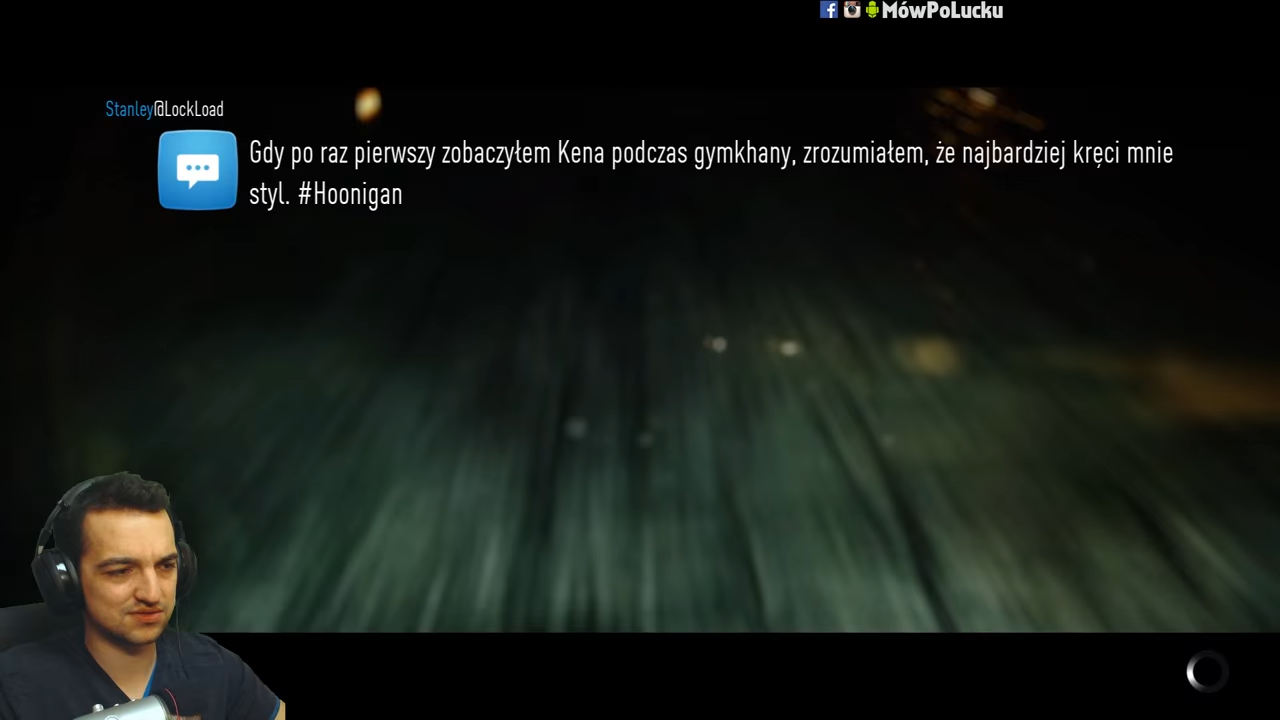 MówPoLucku
Stanley@LockLoad
Gdy po raz pierwszy zobaczyłem Kena podczas gymkhany, zrozumiałem, że najbardziej kręci mnie
styl. #Hoonigan